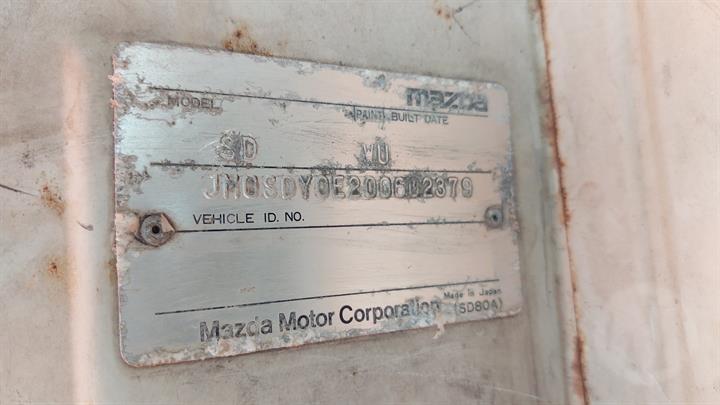 mazda
MODEL PAINT BUILT DATE
SD WU
JM0SDY0E200602379
VEHICLE ID. NO.
Made in Japan
Mazda Motor Corporation (SD80A)